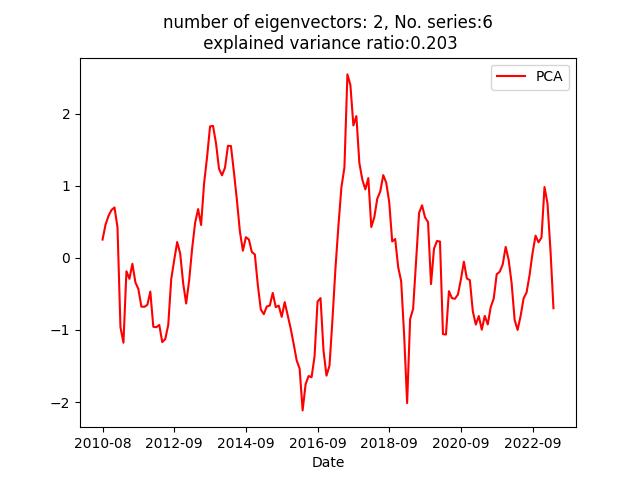 number of eigenvectors: 2, No. series:6
explained variance ratio:0.203
PCA
2
1
0
−1
−2
2010-08 2012-09 2014-09 2016-09 2018-09 2020-09 2022-09
Date